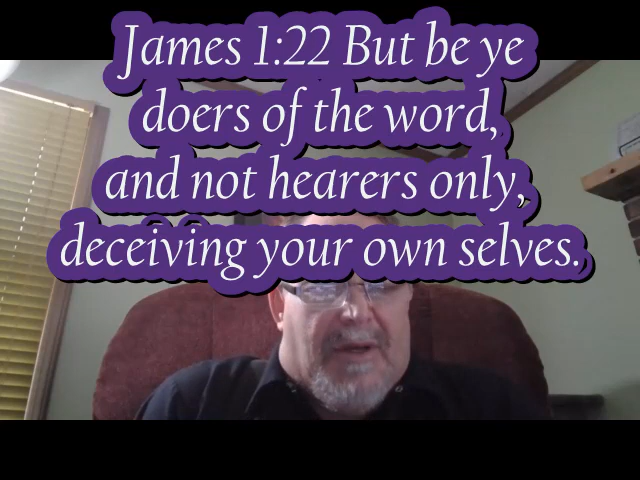 James 1:22 But be ye
doers of the word,
and not hearers only,
deceiving your own selves.